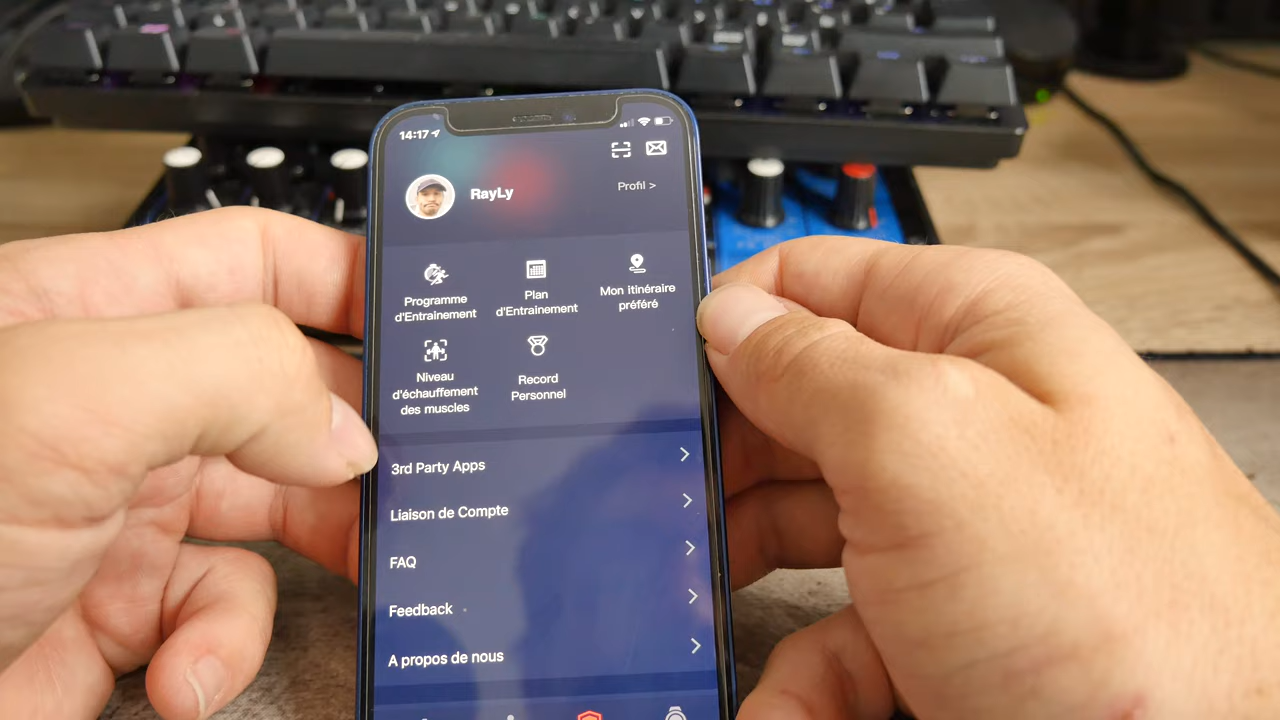 14:17
RayLy
Profil >
Programme
d'Entrainement
Plan
d'Entrainement
Mon itinéraire
préféré
Niveau
d'échauffement
des muscles
Record
Personnel
3rd Party Apps
Liaison de Compte
FAQ
Feedback
A propos de nous